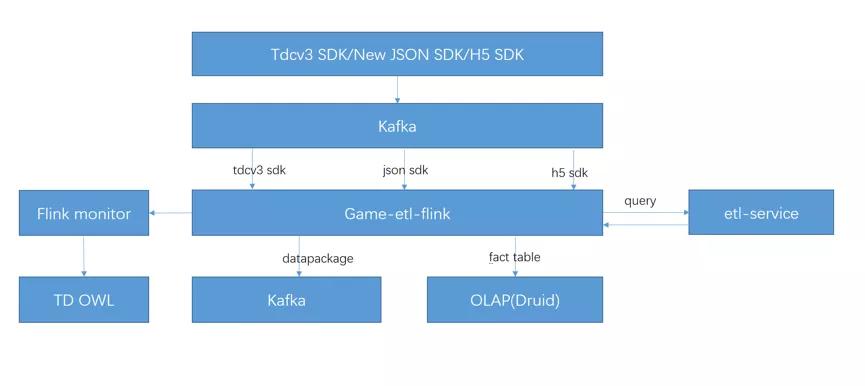 Tdcv3 SDK/New JSON SDK/H5 SDK
Kafka
tdcv3 sdk
json sdk
h5 sdk
Flink monitor
Game-etl-flink
query
etl-service
datapackage
fact table
TD OWL
Kafka
OLAP(Druid)